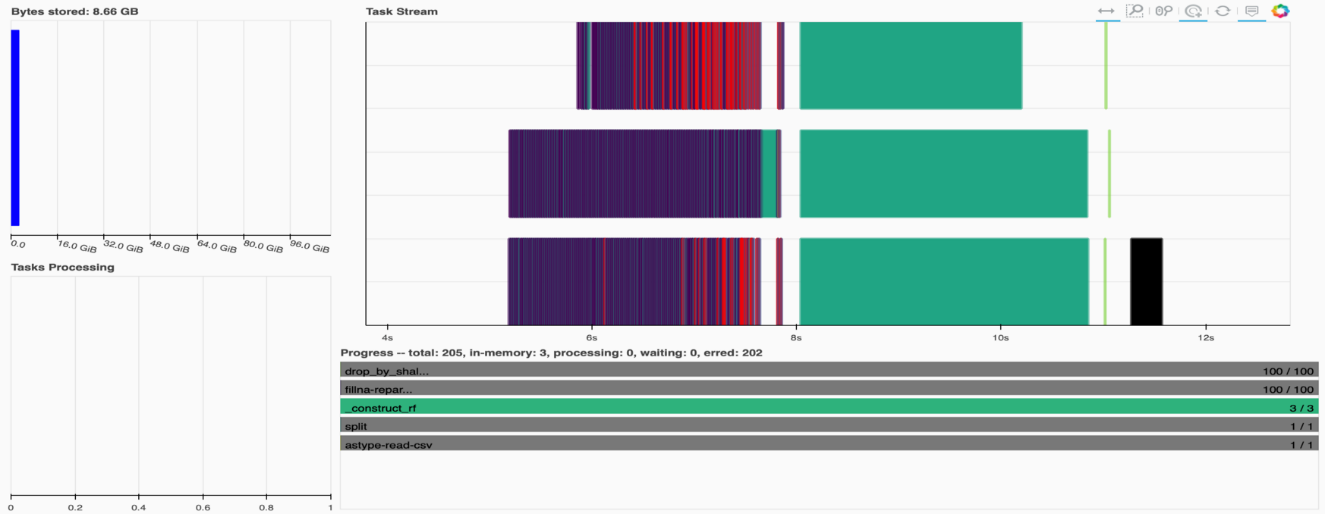 Bytes stored: 8.66 GB
0.0 16.0 GiB 32.0 GiB 48.0 GiB 64.0 GiB 80.0 GiB 96.0 GiB
Tasks Processing
0 0.2 0.4 0.6 0.8 1
Task Stream
4s 6s 8s 10s 12s
Progress -- total: 205, in-memory: 3, processing: 0, waiting: 0, erred: 202
drop_by_shal... 100 / 100
fillna-repar... 100 / 100
_construct_rf 3 / 3
split 1 / 1
astype-read-csv 1 / 1